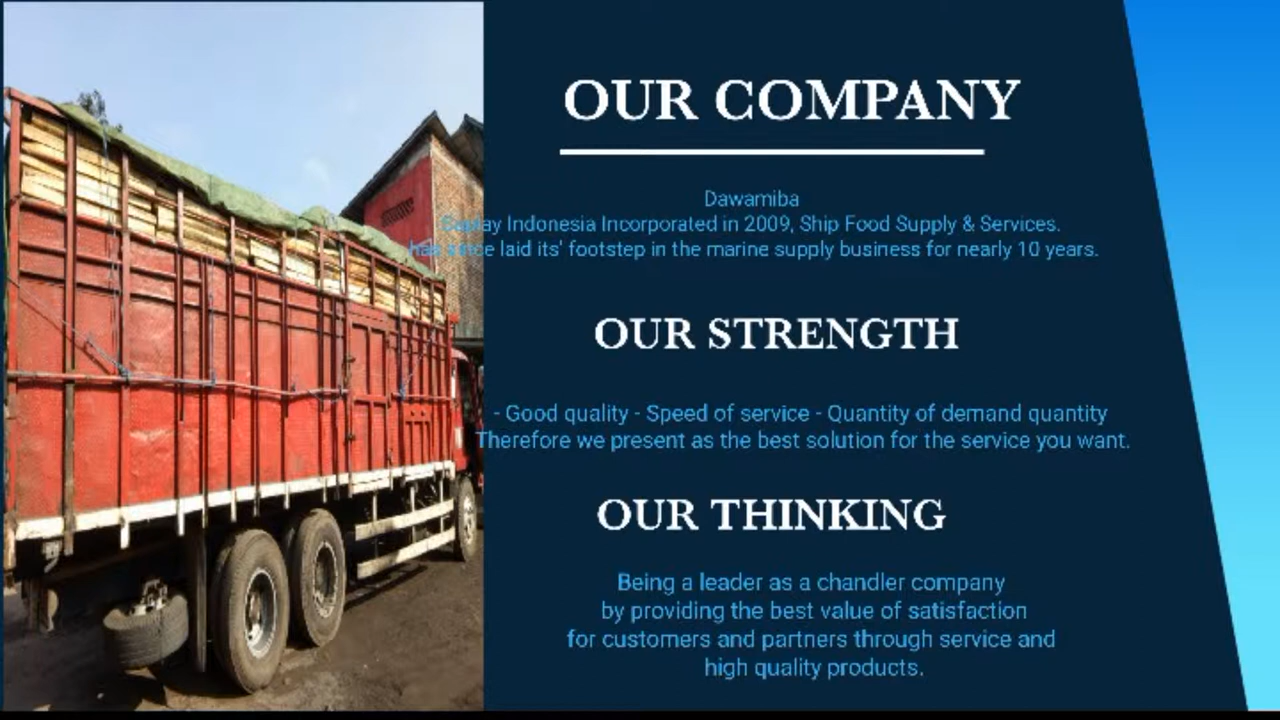 OUR COMPANY
Dawamiba
Suplay Indonesia Incorporated in 2009, Ship Food Supply & Services.
has since laid its' footstep in the marine supply business for nearly 10 years.
OUR STRENGTH
- Good quality - Speed of service - Quantity of demand quantity
Therefore we present as the best solution for the service you want.
OUR THINKING
Being a leader as a chandler company
by providing the best value of satisfaction
for customers and partners through service and
high quality products.